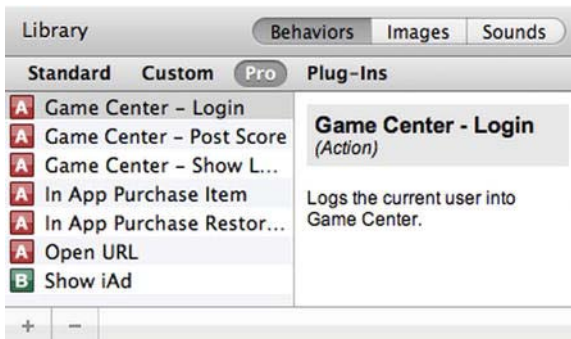 Library Behaviors Images Sounds
Standard Custom Pro Plug-Ins
A Game Center – Login
A Game Center – Post Score
A Game Center – Show L...
A In App Purchase Item
A In App Purchase Restor...
A Open URL
B Show iAd
Game Center - Login
(Action)
Logs the current user into
Game Center.
+ –